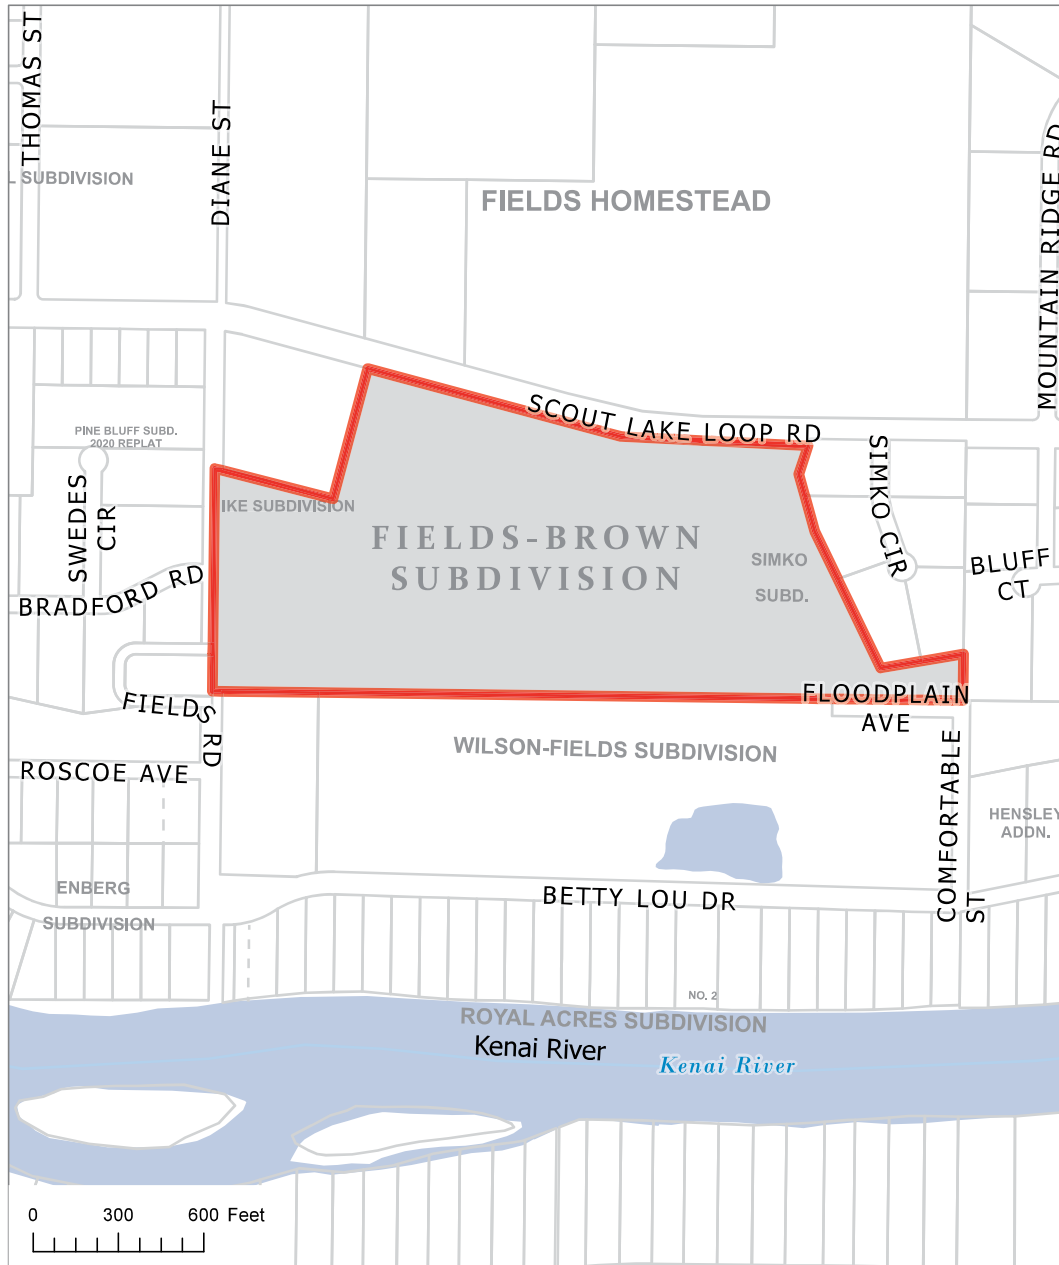 THOMAS ST
DIANE ST
. SUBDIVISION
FIELDS HOMESTEAD
MOUNTAIN RIDGE RD
SCOUT LAKE LOOP RD
PINE BLUFF SUBD.
2020 REPLAT
SWEDES
CIR
IKE SUBDIVISION
FIELDS-BROWN
SUBDIVISION
SIMKO
SUBD.
SIMKO CIR
BLUFF
CT
BRADFORD RD
FIELDS RD
FLOODPLAIN
AVE
WILSON-FIELDS SUBDIVISION
ROSCOE AVE
COMFORTABLE
ST
HENSLEY
ADDN.
ENBERG
SUBDIVISION
BETTY LOU DR
NO. 2
ROYAL ACRES SUBDIVISION
Kenai River
Kenai River
0 300 600 Feet